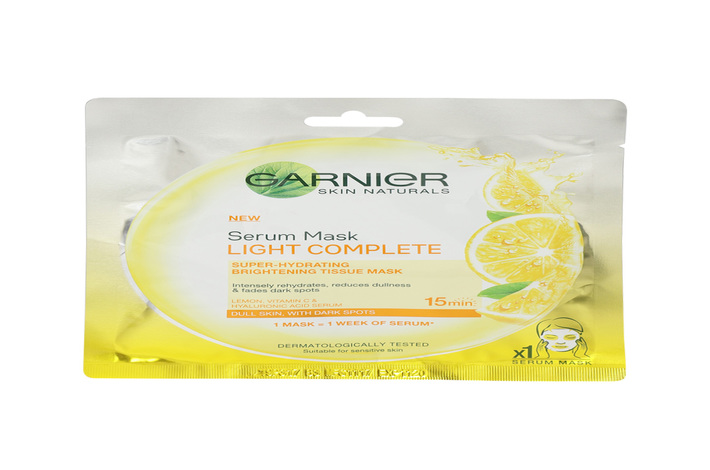 GARNIER
SKIN NATURALS
NEW
Serum Mask
LIGHT COMPLETE
SUPER-HYDRATING
BRIGHTENING TISSUE MASK
Intensely rehydrates, reduces dullness
& fades dark spots
LEMON, VITAMIN C &
HYALURONIC ACID SERUM
15min
DULL SKIN, WITH DARK SPOTS
1 MASK = 1 WEEK OF SERUM*
DERMATOLOGICALLY TESTED
Suitable for sensitive skin
x1
SERUM MASK